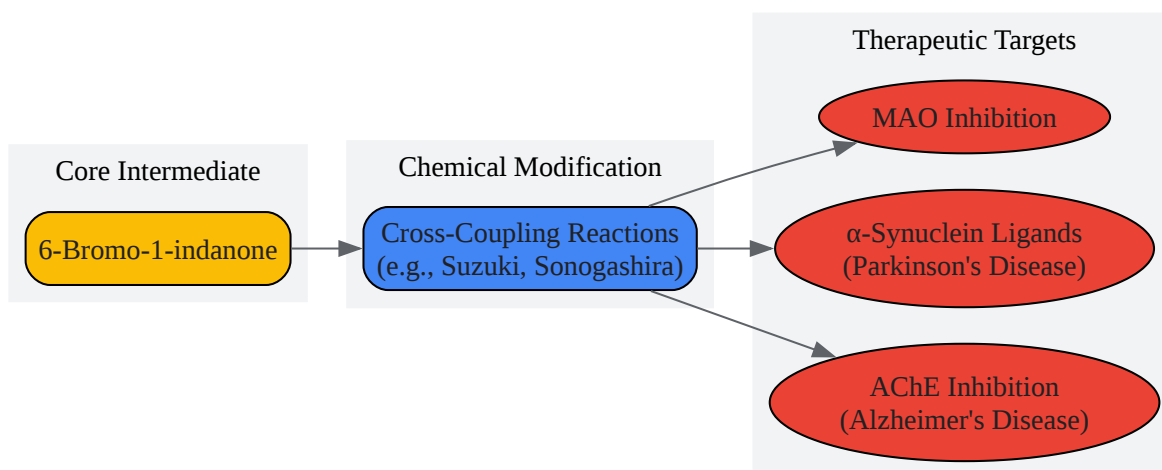 Core Intermediate
6-Bromo-1-indanone
Chemical Modification
Cross-Coupling Reactions
(e.g., Suzuki, Sonogashira)
Therapeutic Targets
MAO Inhibition
α-Synuclein Ligands
(Parkinson's Disease)
AChE Inhibition
(Alzheimer's Disease)